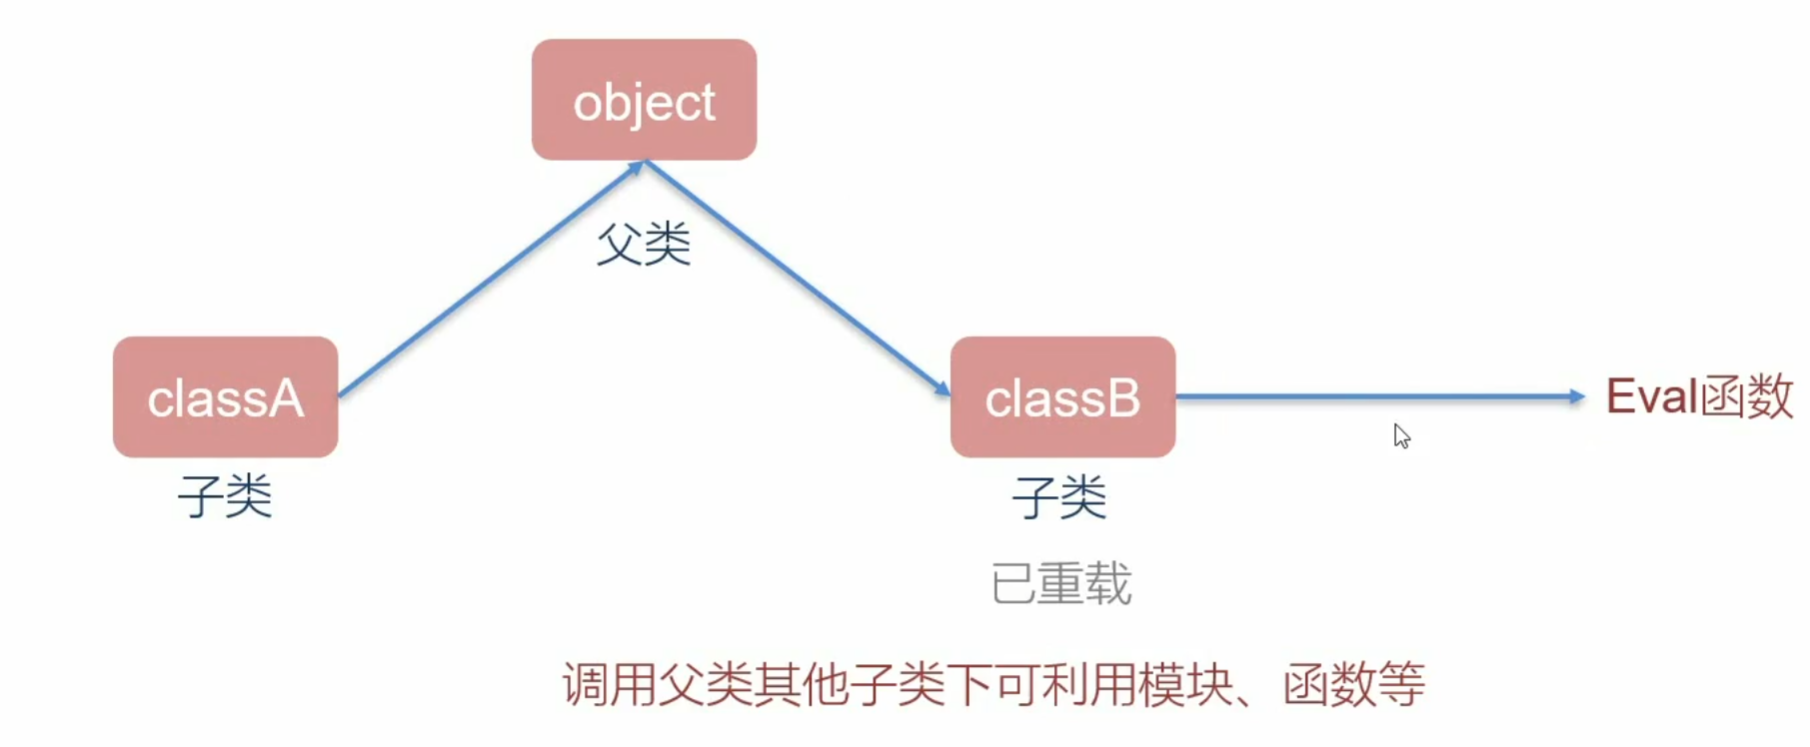 object
父类
classA
classB
Eval函数
子类
子类
已重载
调用父类其他子类下可利用模块、函数等